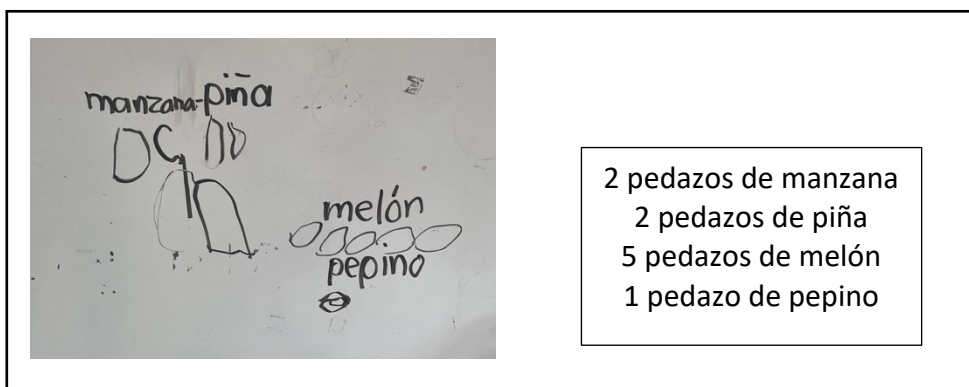 manzana-piña
melón
pepino
2 pedazos de manzana
2 pedazos de piña
5 pedazos de melón
1 pedazo de pepino